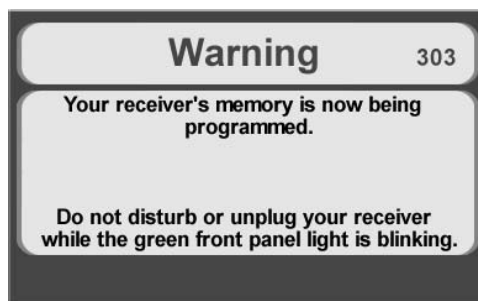 Warning 303
Your receiver's memory is now being
programmed.
Do not disturb or unplug your receiver
while the green front panel light is blinking.